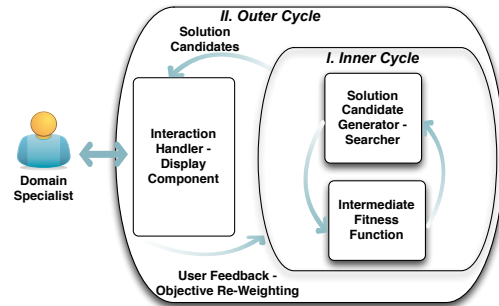 II. Outer Cycle
Solution
Candidates
I. Inner Cycle
Solution
Candidate
Generator -
Searcher
Interaction
Handler -
Display
Component
Domain
Specialist
Intermediate
Fitness
Function
User Feedback -
Objective Re-Weighting